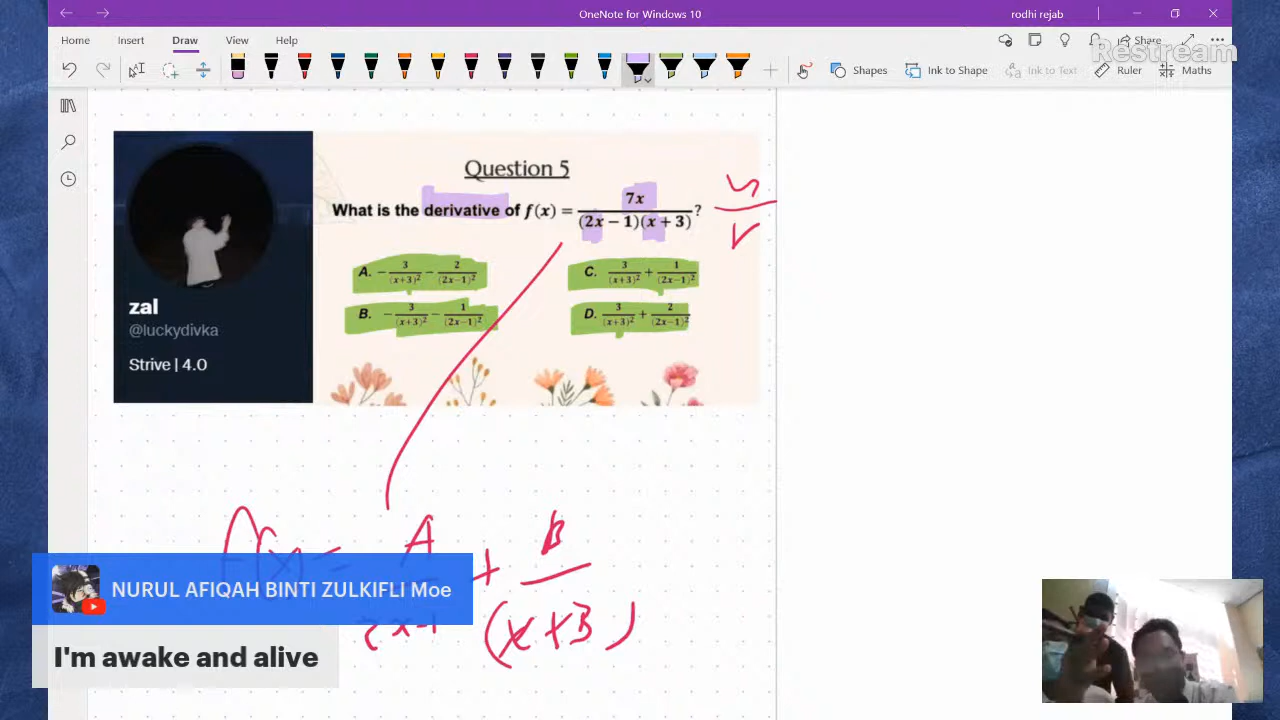 OneNote for Windows 10
rodhi rejab
Home Insert Draw View Help
Share
Restream
Shapes Ink to Shape Ink to Text Ruler Maths
Question 5
What is the derivative of f(x) = 7x / (2x − 1)(x + 3) ?
A. − 3/(x+3)² − 2/(2x−1)²
C. 3/(x+3)² + 1/(2x−1)²
B. − 3/(x+3)² − 1/(2x−1)²
D. 3/(x+3)² + 2/(2x−1)²
zal
@luckydivka
Strive | 4.0
A B
+
2x-1 (x+3)
NURUL AFIQAH BINTI ZULKIFLI Moe
I'm awake and alive